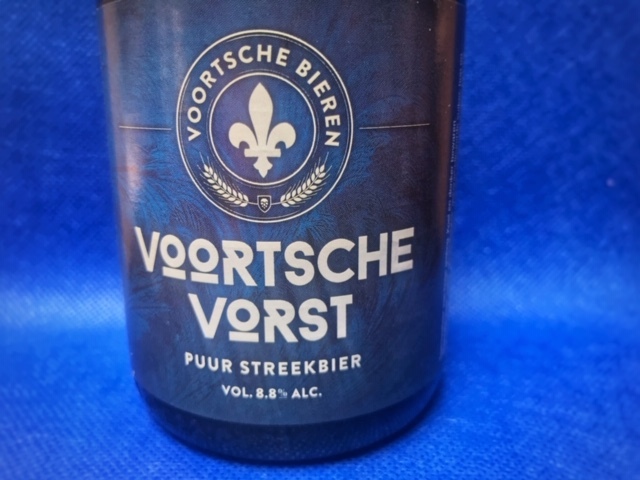 VOORTSCHE BIEREN
VOORTSCHE
VORST
PUUR STREEKBIER
VOL. 8.8% ALC.